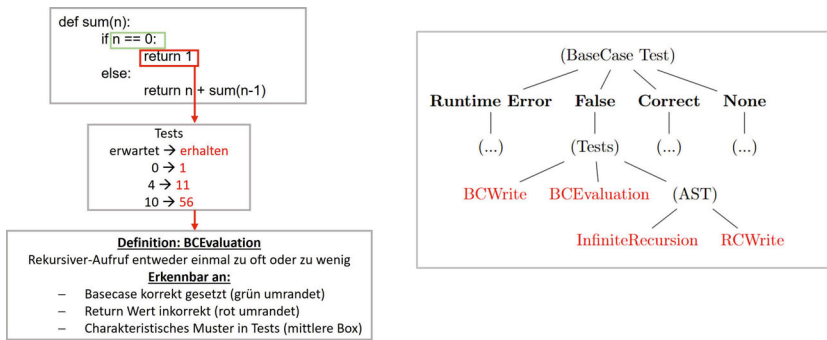 def sum(n):
if n == 0:
return 1
else:
return n + sum(n-1)
Tests
erwartet → erhalten
0 → 1
4 → 11
10 → 56
Definition: BCEvaluation
Rekursiver-Aufruf entweder einmal zu oft oder zu wenig
Erkennbar an:
– Basecase korrekt gesetzt (grün umrandet)
– Return Wert inkorrekt (rot umrandet)
– Charakteristisches Muster in Tests (mittlere Box)
(BaseCase Test)
Runtime Error False Correct None
(...) (Tests) (...) (...)
BCWrite BCEvaluation (AST)
InfiniteRecursion RCWrite